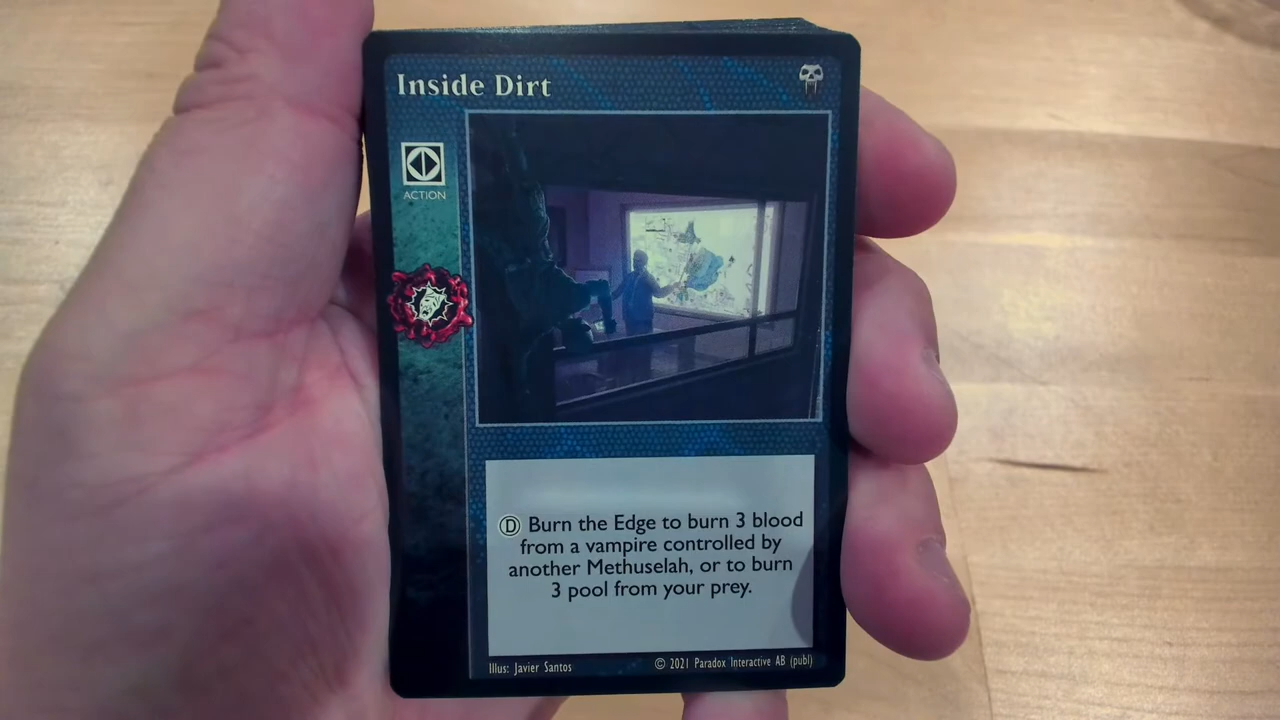 Inside Dirt
ACTION
D Burn the Edge to burn 3 blood
from a vampire controlled by
another Methuselah, or to burn
3 pool from your prey.
Illus: Javier Santos
© 2021 Paradox Interactive AB (publ)